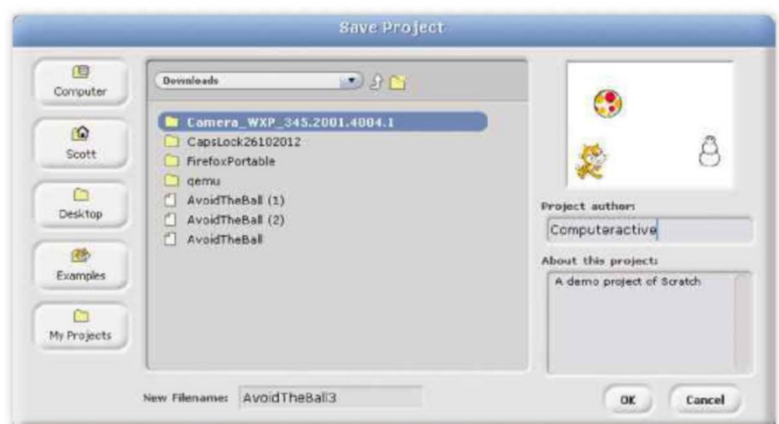 Save Project
Computer
Scott
Desktop
Examples
My Projects
Downloads
Camera_WXP_345.2001.4004.1
CapsLock26102012
FirefoxPortable
qemu
AvoidTheBall (1)
AvoidTheBall (2)
AvoidTheBall
Project author:
Computeractive
About this project:
A demo project of Scratch
New Filename: AvoidTheBall3
OK
Cancel